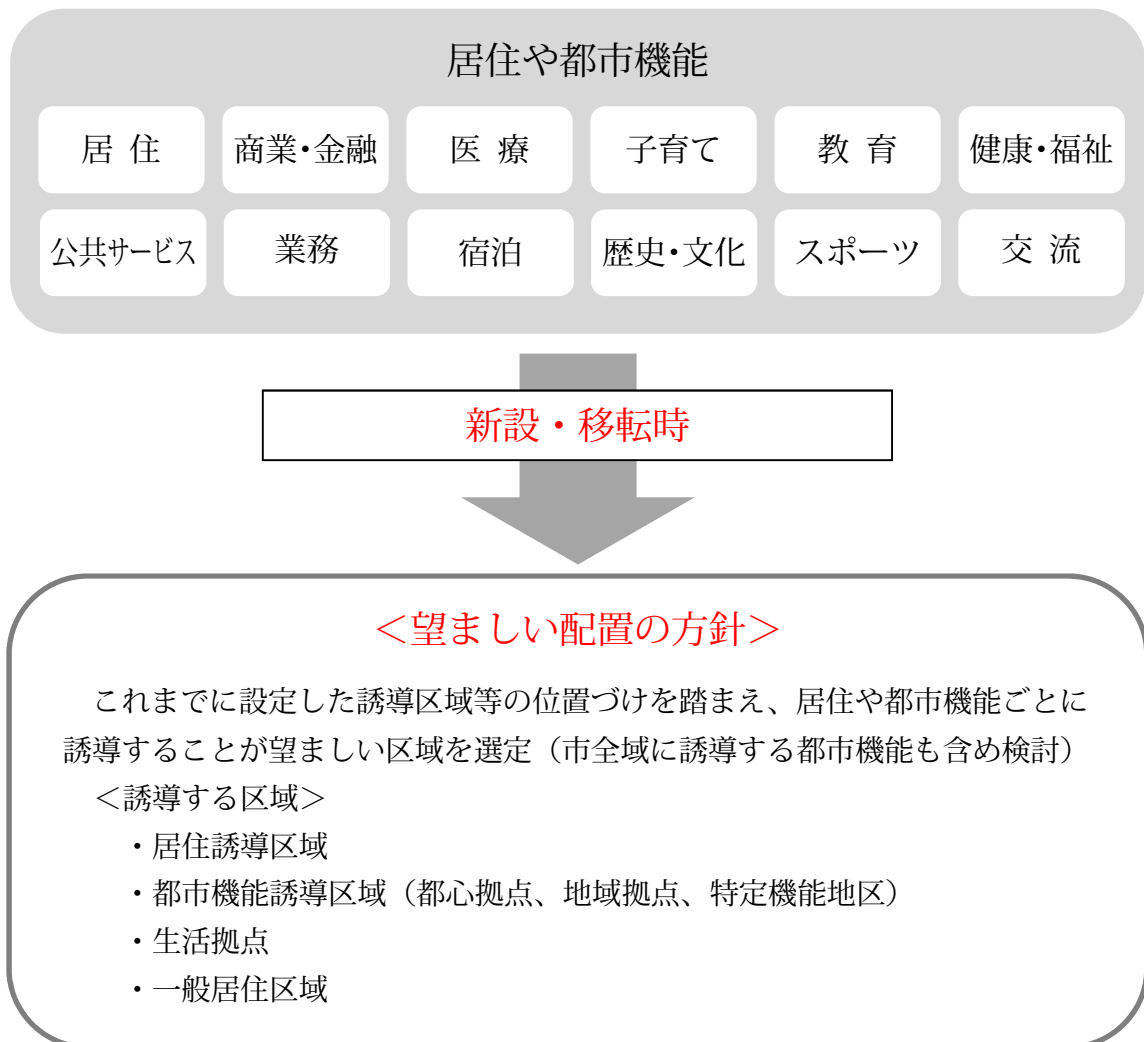 居住や都市機能
居 住 商業・金融 医 療 子育て 教 育 健康・福祉
公共サービス 業務 宿泊 歴史・文化 スポーツ 交 流
新設・移転時
＜望ましい配置の方針＞
これまでに設定した誘導区域等の位置づけを踏まえ、居住や都市機能ごとに
誘導することが望ましい区域を選定（市全域に誘導する都市機能も含め検討）
＜誘導する区域＞
・居住誘導区域
・都市機能誘導区域（都心拠点、地域拠点、特定機能地区）
・生活拠点
・一般居住区域